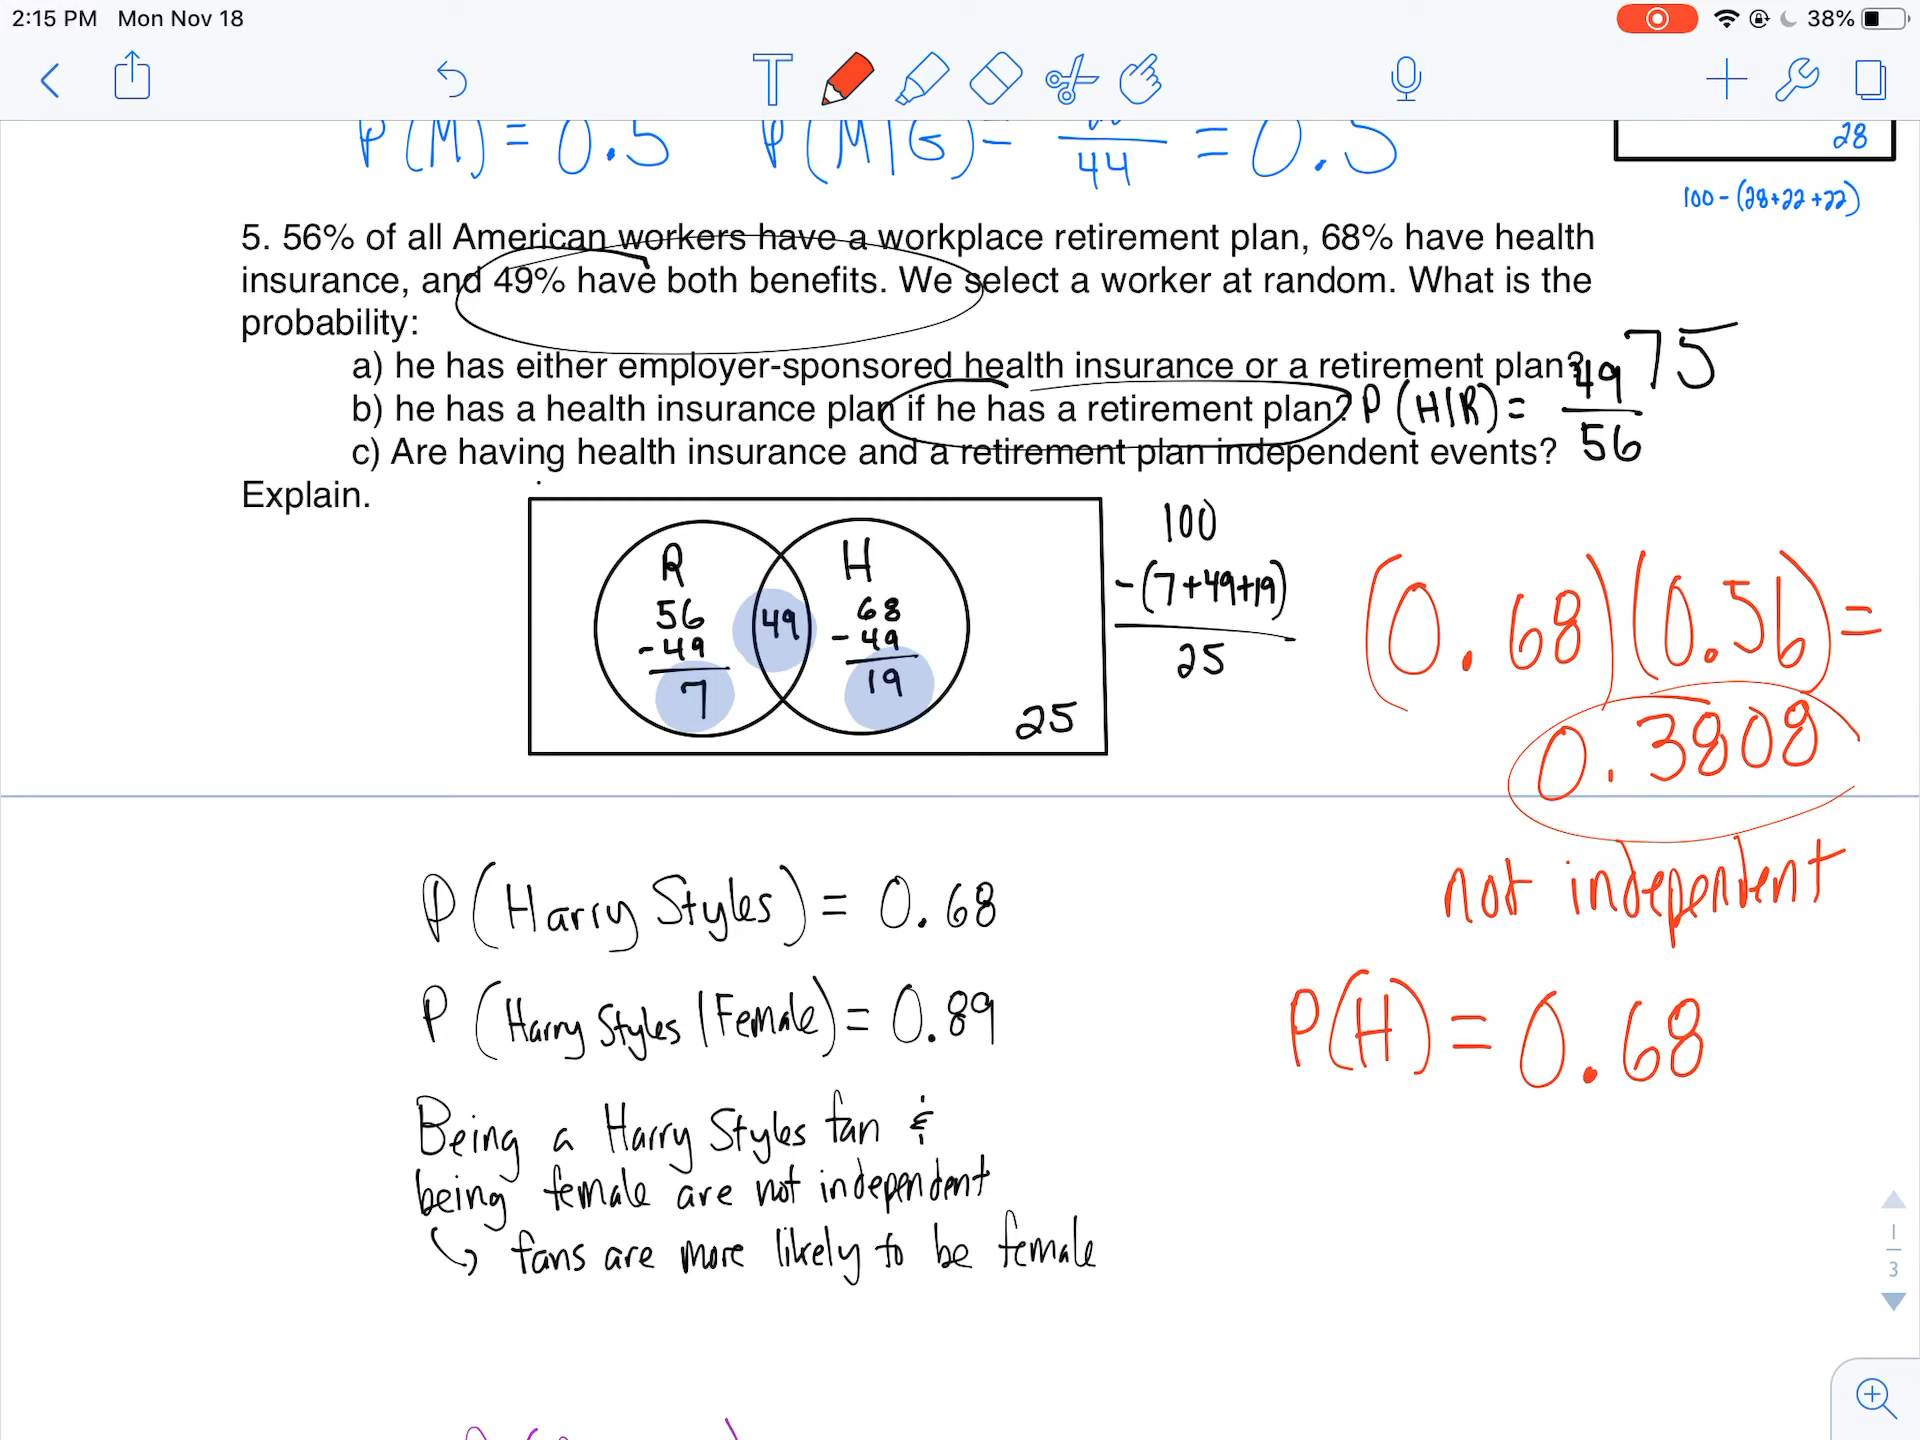 2:15 PM Mon Nov 18
38%
P(M) = 0.5 P(M|G) = 44 = 0.5
28
100 - (28+22+22)
5. 56% of all American workers have a workplace retirement plan, 68% have health
insurance, and 49% have both benefits. We select a worker at random. What is the
probability:
a) he has either employer-sponsored health insurance or a retirement plan? 75
b) he has a health insurance plan if he has a retirement plan? P(H|R) = 49/56
c) Are having health insurance and a retirement plan independent events?
Explain.
R
56
-49
7
49
H
68
-49
19
25
100
-(7+49+19)
25
(0.68)(0.56) =
0.3808
not independent
P(H) = 0.68
P(Harry Styles) = 0.68
P(Harry Styles | Female) = 0.89
Being a Harry Styles fan &
being female are not independent
↳ fans are more likely to be female
1
3